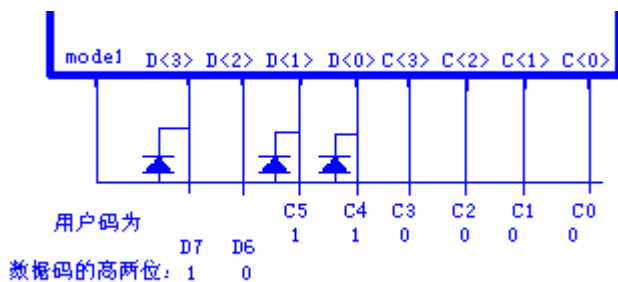 mode1 D<3> D<2> D<1> D<0> C<3> C<2> C<1> C<0>
用户码为 C5 C4 C3 C2 C1 C0
1 1 0 0 0 0
D7 D6
数据码的高两位: 1 0